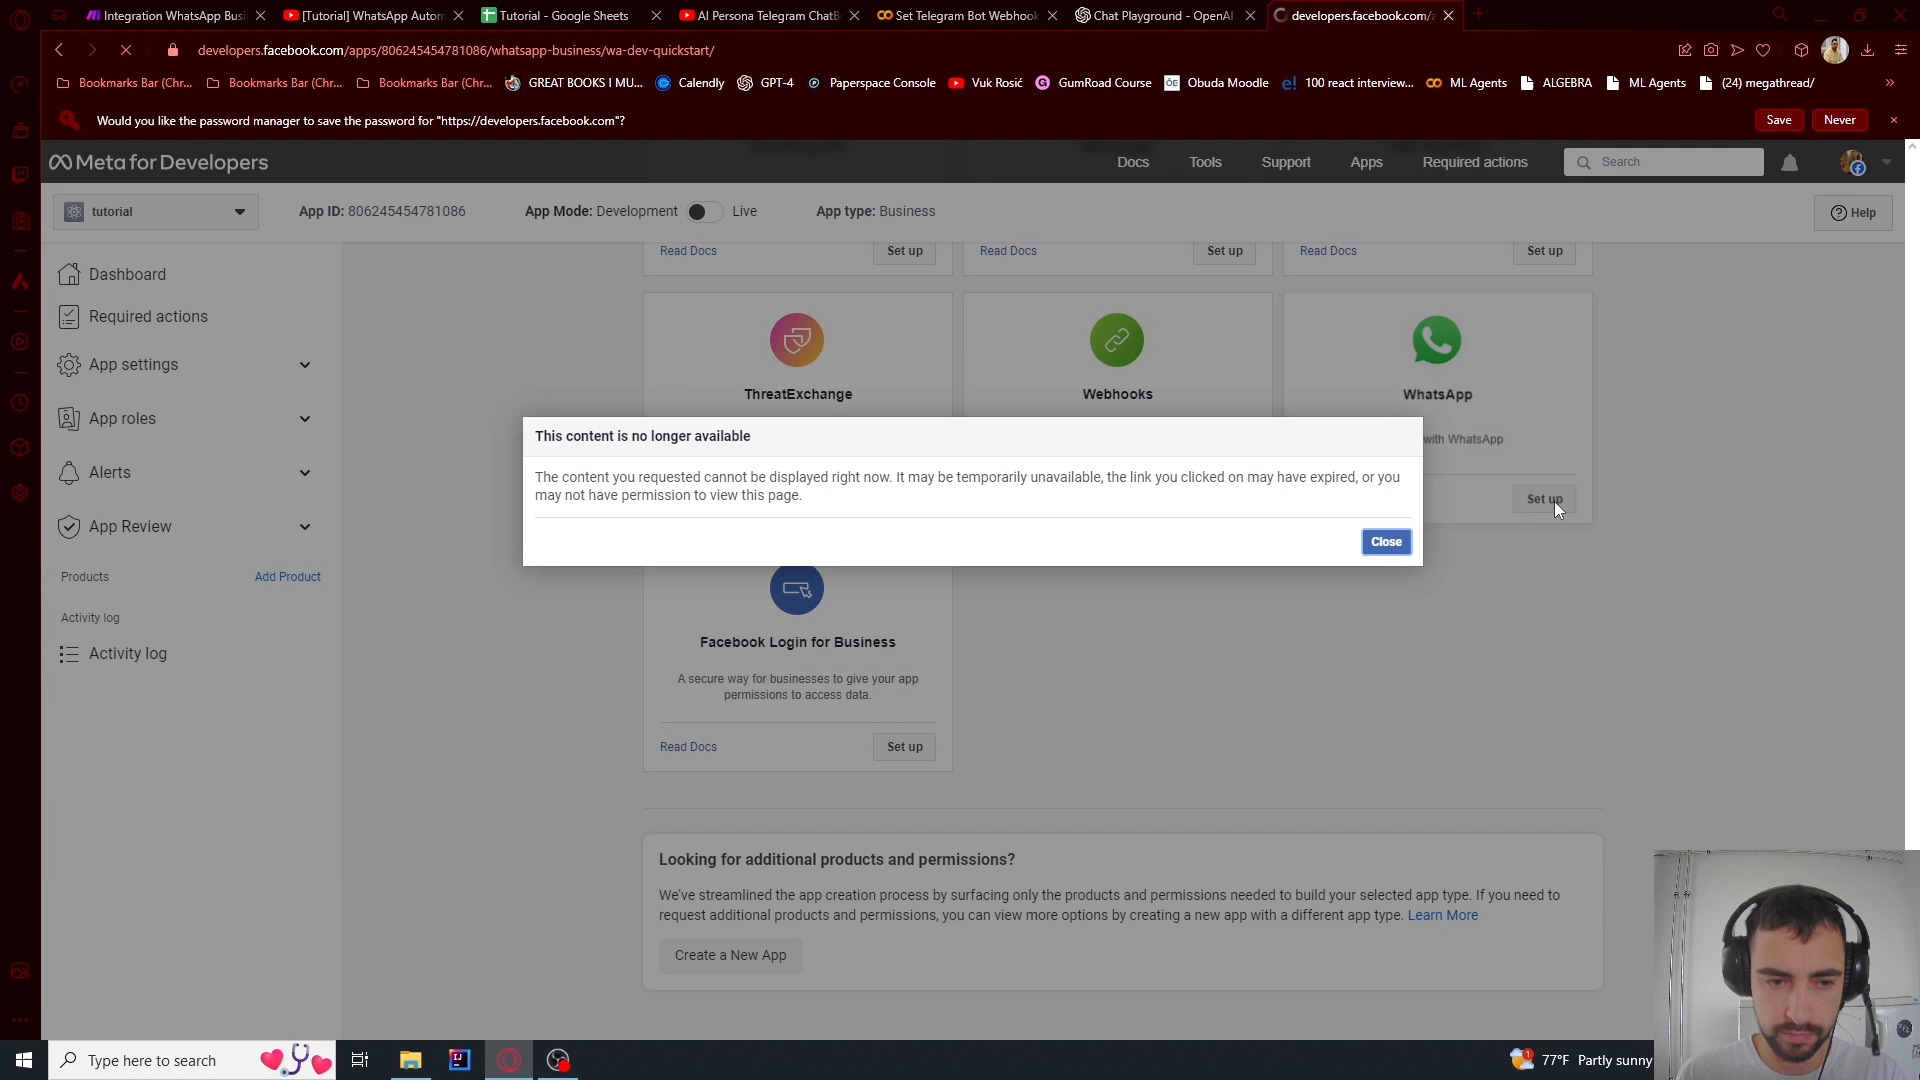 Integration WhatsApp Busi
[Tutorial] WhatsApp Autom
Tutorial - Google Sheets
AI Persona Telegram ChatB
Set Telegram Bot Webhook
Chat Playground - OpenAI
developers.facebook.com/a
developers.facebook.com/apps/806245454781086/whatsapp-business/wa-dev-quickstart/
Bookmarks Bar (Chr...
Bookmarks Bar (Chr...
Bookmarks Bar (Chr...
GREAT BOOKS I MU...
Calendly
GPT-4
Paperspace Console
Vuk Rosić
GumRoad Course
Obuda Moodle
100 react interview...
ML Agents
ALGEBRA
ML Agents
(24) megathread/
Would you like the password manager to save the password for "https://developers.facebook.com"?
Save
Never
Meta for Developers
Docs
Tools
Support
Apps
Required actions
Search
tutorial
App ID: 806245454781086
App Mode: Development
Live
App type: Business
Help
Dashboard
Required actions
App settings
App roles
Alerts
App Review
Products
Add Product
Activity log
Activity log
Read Docs
Set up
Read Docs
Set up
Read Docs
Set up
ThreatExchange
Webhooks
WhatsApp
with WhatsApp
Set up
This content is no longer available
The content you requested cannot be displayed right now. It may be temporarily unavailable, the link you clicked on may have expired, or you
may not have permission to view this page.
Close
Facebook Login for Business
A secure way for businesses to give your app
permissions to access data.
Read Docs
Set up
Looking for additional products and permissions?
We've streamlined the app creation process by surfacing only the products and permissions needed to build your selected app type. If you need to
request additional products and permissions, you can view more options by creating a new app with a different app type. Learn More
Create a New App
Type here to search
1
77°F Partly sunny